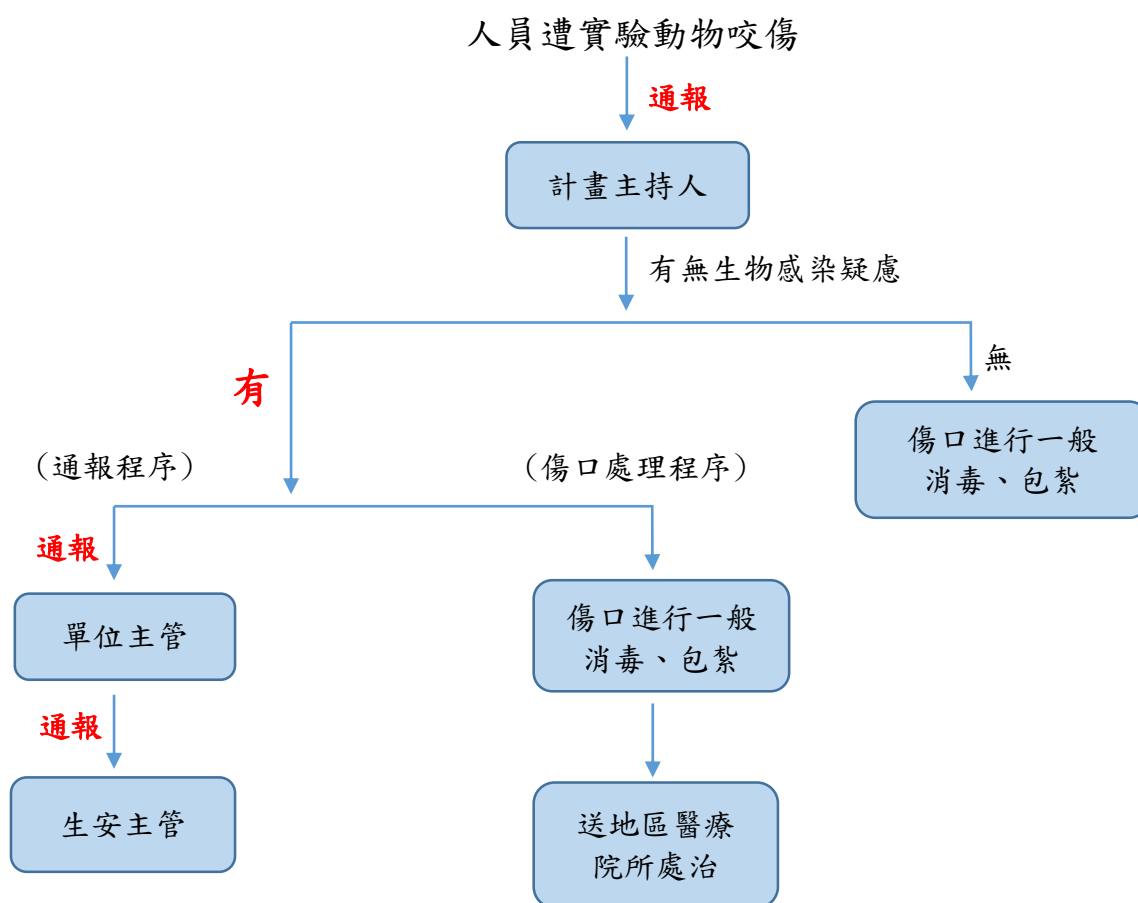 人員遭實驗動物咬傷
通報
計畫主持人
有無生物感染疑慮
有
無
傷口進行一般
消毒、包紮
(通報程序)
(傷口處理程序)
通報
單位主管
傷口進行一般
消毒、包紮
通報
生安主管
送地區醫療
院所處治